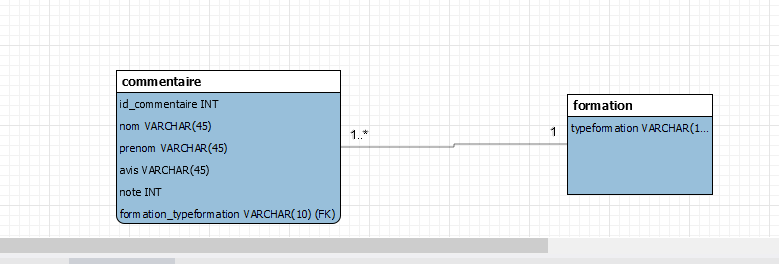 commentaire
id_commentaire INT
nom VARCHAR(45)
prenom VARCHAR(45)
avis VARCHAR(45)
note INT
formation_typeformation VARCHAR(10) (FK)
1..*
1
formation
typeformation VARCHAR(1...